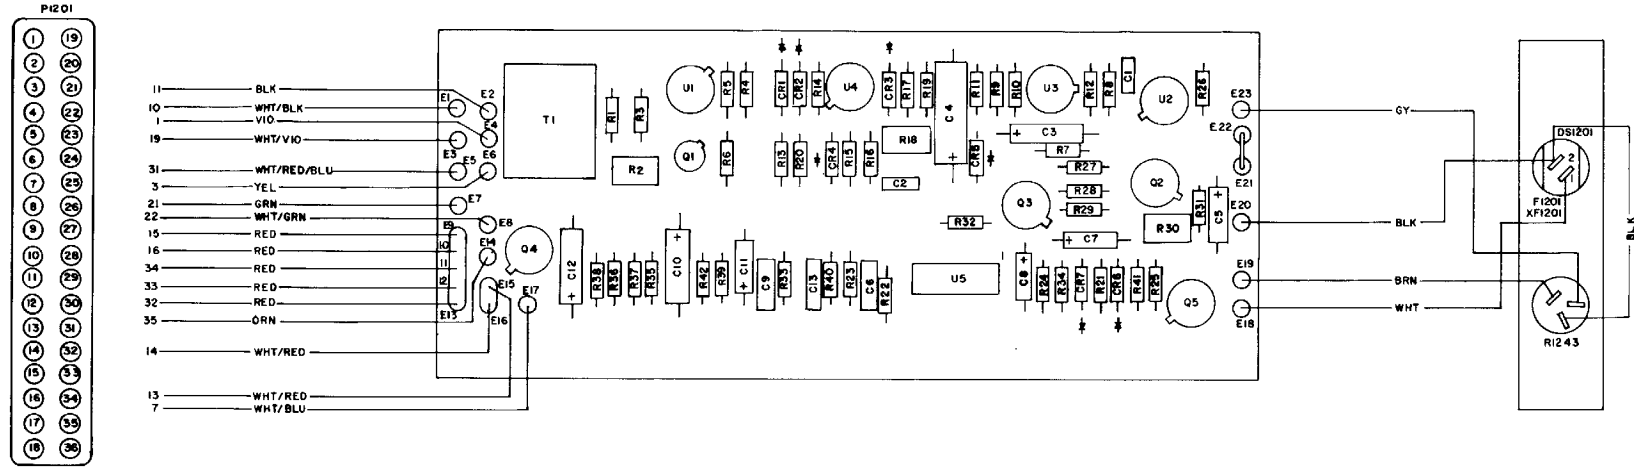 P1201
1 19
2 20
3 21
4 22
5 23
6 24
7 25
8 26
9 27
10 28
11 29
12 30
13 31
14 32
15 33
16 34
17 35
18 36
11 BLK
10 WHT/BLK
1 VIO
19 WHT/VIO
31 WHT/RED/BLU
3 YEL
21 GRN
22 WHT/GRN
15 RED
16 RED
34 RED
33 RED
32 RED
35 ORN
14 WHT/RED
13 WHT/RED
7 WHT/BLU
E1 E2
E4
E3 E6
E5
E7
E8
E9
10
11
12
E13
E14
E15
E16
E17
T1 R1 R3 U1 R5 R4 CR1 CR2 R14 U4 CR3 R17 R19 C4 R11 R9 R10 U3 R12 R8 C1 U2 R26
R2 Q1 R6 R13 R20 CR4 R15 R16 R18 CR5 + C3
+
R7
R27
C2 Q3 R28 Q2
R29
R32 R31 C5 +
R30
+ C7
Q4 C12 + R38 R36 R37 R35 C10 + R42 R39 C11 + C9 R33 C13 R40 R23 C6 R22 U5 C8 + R24 R34 CR7 R21 CR6 R41 R25 Q5
E23
E22
E21
E20
E19
E18
GY
BLK
BRN
WHT
DS1201
2
1
F1201
XF1201
BLK
R1243